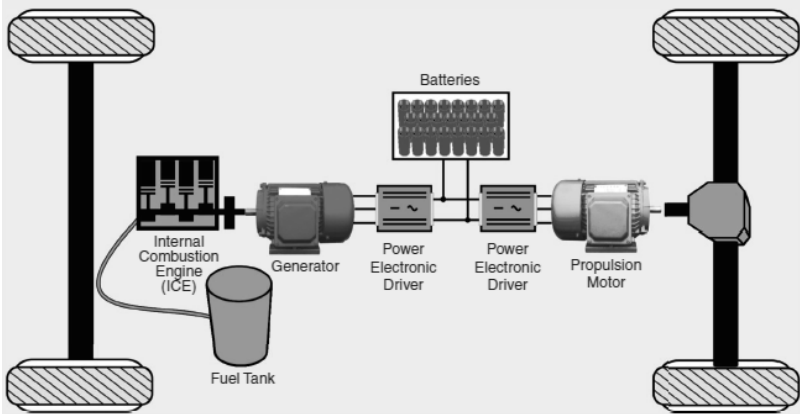 Batteries
Internal
Combustion
Engine
(ICE)
Generator
Power
Electronic
Driver
Power
Electronic
Driver
Propulsion
Motor
Fuel Tank